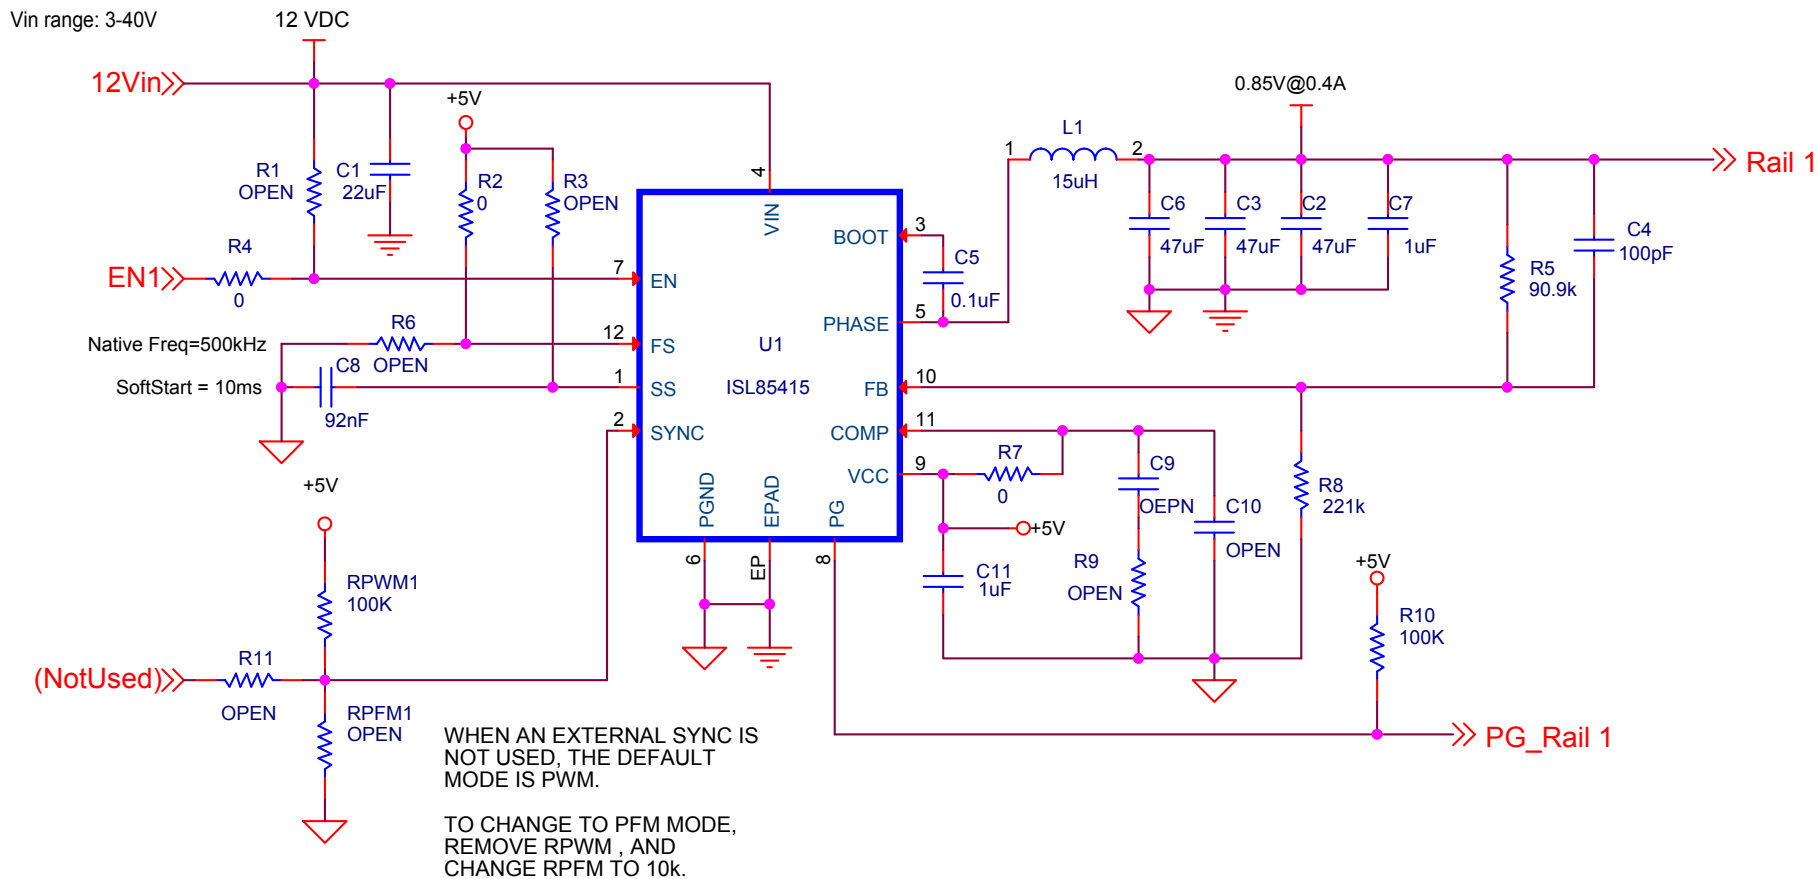 Vin range: 3-40V
12 VDC
12Vin
+5V
0.85V@0.4A
L1
1
2
15uH
Rail 1
R1
OPEN
C1
22uF
R2
0
R3
OPEN
4
VIN
C6
47uF
C3
47uF
C2
47uF
C7
1uF
C4
100pF
R5
90.9k
R4
0
EN1
7
EN
BOOT
3
C5
0.1uF
PHASE
5
Native Freq=500kHz
R6
OPEN
12
FS
U1
ISL85415
SoftStart = 10ms
C8
92nF
1
SS
FB
10
2
SYNC
COMP
11
VCC
9
R7
0
C9
OEPN
C10
OPEN
R8
221k
+5V
PGND
EPAD
PG
6
EP
8
+5V
C11
1uF
R9
OPEN
+5V
R10
100K
RPWM1
100K
(NotUsed)
R11
OPEN
RPFM1
OPEN
PG_Rail 1
WHEN AN EXTERNAL SYNC IS
NOT USED, THE DEFAULT
MODE IS PWM.
TO CHANGE TO PFM MODE,
REMOVE RPWM , AND
CHANGE RPFM TO 10k.